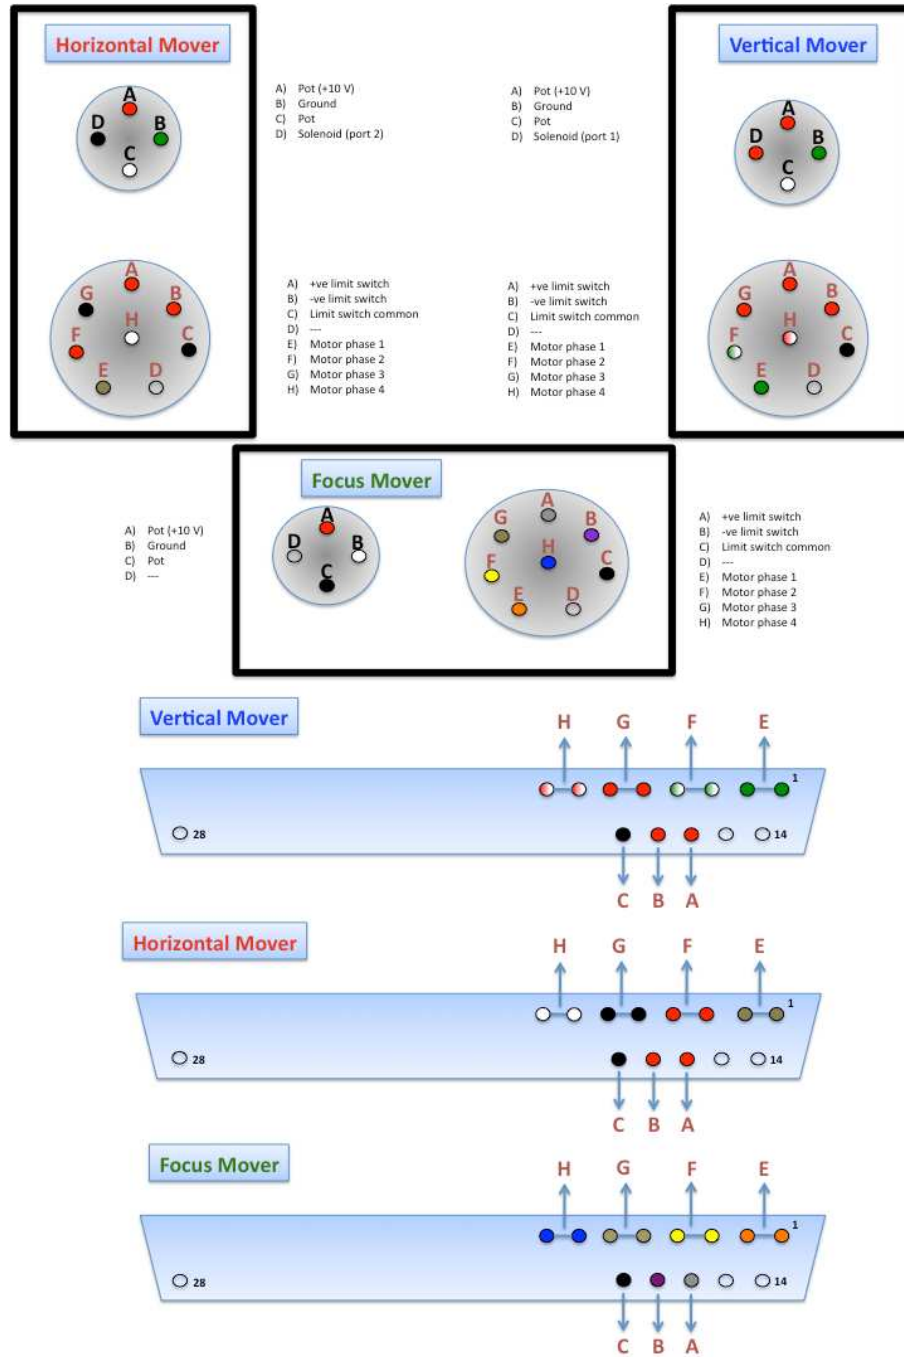 Horizontal Mover
A
D
B
C
A) Pot (+10 V)
B) Ground
C) Pot
D) Solenoid (port 2)
A) Pot (+10 V)
B) Ground
C) Pot
D) Solenoid (port 1)
Vertical Mover
A
D
B
C
A
G
B
H
F
C
E
D
A) +ve limit switch
B) -ve limit switch
C) Limit switch common
D) ---
E) Motor phase 1
F) Motor phase 2
G) Motor phase 3
H) Motor phase 4
A) +ve limit switch
B) -ve limit switch
C) Limit switch common
D) ---
E) Motor phase 1
F) Motor phase 2
G) Motor phase 3
H) Motor phase 4
A
G
B
H
F
C
E
D
Focus Mover
A) Pot (+10 V)
B) Ground
C) Pot
D) ---
A
D
B
C
A
G
B
H
F
C
E
D
A) +ve limit switch
B) -ve limit switch
C) Limit switch common
D) ---
E) Motor phase 1
F) Motor phase 2
G) Motor phase 3
H) Motor phase 4
Vertical Mover
H G F E
1
28 14
C B A
Horizontal Mover
H G F E
1
28 14
C B A
Focus Mover
H G F E
1
28 14
C B A